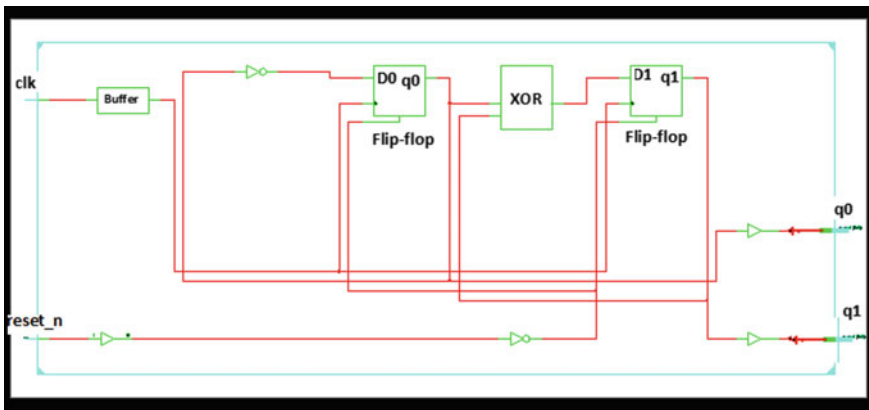 clk
Buffer
D0 q0
Flip-flop
XOR
D1 q1
Flip-flop
q0
reset_n
q1